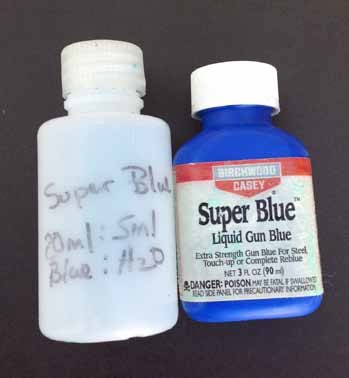 Super Blue
20ml : 5ml
Blue : H2O
BIRCHWOOD
CASEY
Super Blue™
Liquid Gun Blue
Extra Strength Gun Blue For Steel,
Touch-up or Complete Reblue
NET 3 FL OZ (90 ml)
DANGER: POISON MAY BE FATAL IF SWALLOWED
READ SIDE PANEL FOR PRECAUTIONARY INFORMATION